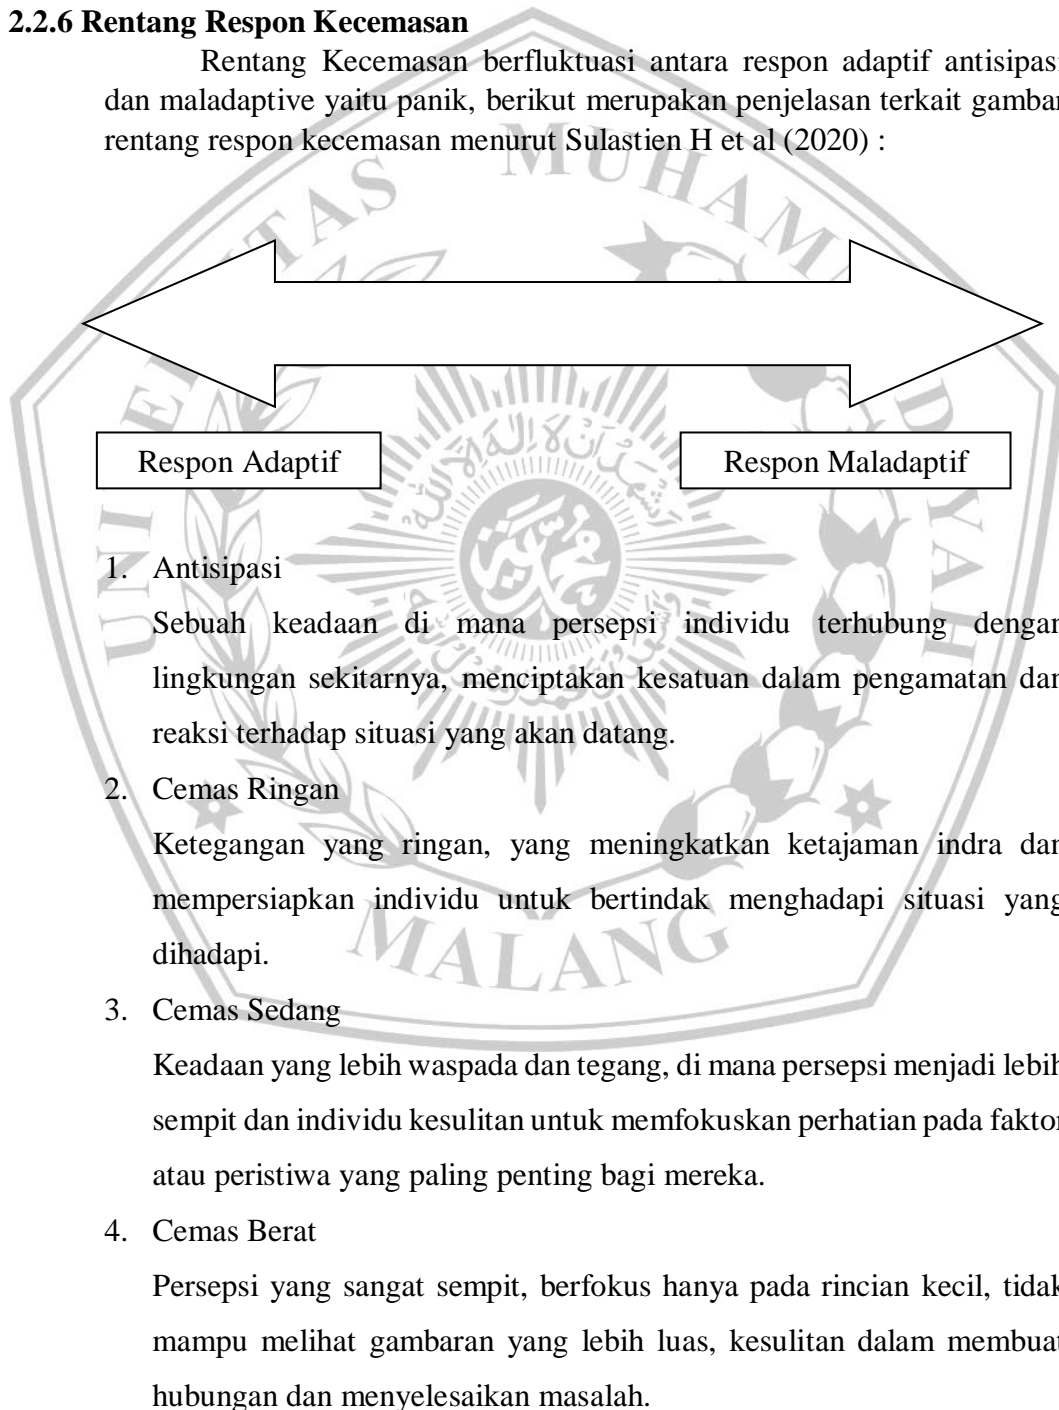 2.2.6 Rentang Respon Kecemasan
Rentang Kecemasan berfluktuasi antara respon adaptif antisipasi
dan maladaptive yaitu panik, berikut merupakan penjelasan terkait gambar
rentang respon kecemasan menurut Sulastien H et al (2020) :
Respon Adaptif
Respon Maladaptif
1. Antisipasi
Sebuah keadaan di mana persepsi individu terhubung dengan
lingkungan sekitarnya, menciptakan kesatuan dalam pengamatan dan
reaksi terhadap situasi yang akan datang.
2. Cemas Ringan
Ketegangan yang ringan, yang meningkatkan ketajaman indra dan
mempersiapkan individu untuk bertindak menghadapi situasi yang
dihadapi.
3. Cemas Sedang
Keadaan yang lebih waspada dan tegang, di mana persepsi menjadi lebih
sempit dan individu kesulitan untuk memfokuskan perhatian pada faktor
atau peristiwa yang paling penting bagi mereka.
4. Cemas Berat
Persepsi yang sangat sempit, berfokus hanya pada rincian kecil, tidak
mampu melihat gambaran yang lebih luas, kesulitan dalam membuat
hubungan dan menyelesaikan masalah.
MALANG